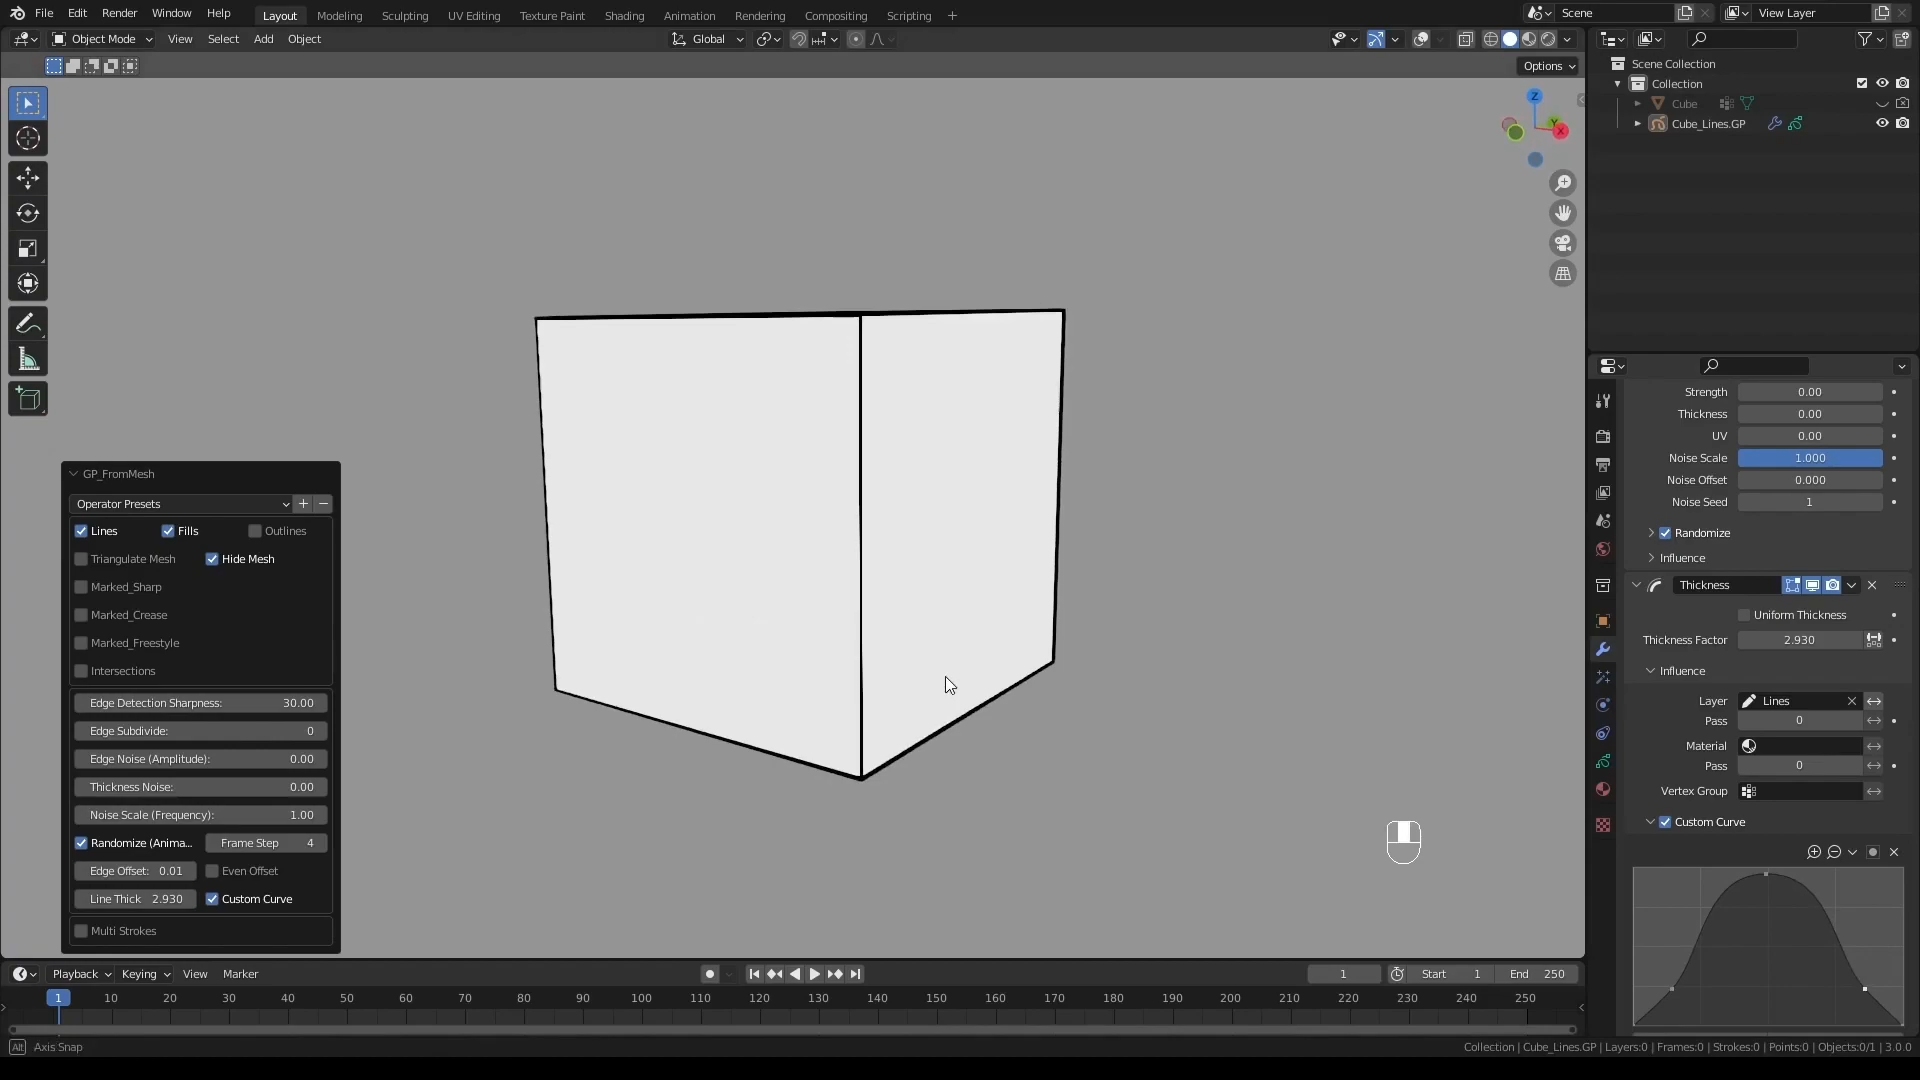 File Edit Render Window Help
Layout Modeling Sculpting UV Editing Texture Paint Shading Animation Rendering Compositing Scripting +
Scene
View Layer
Object Mode View Select Add Object
Global
Options
Scene Collection
Collection
Cube
Cube_Lines.GP
Z
Y
X
GP_FromMesh
Operator Presets
Lines Fills Outlines
Triangulate Mesh Hide Mesh
Marked_Sharp
Marked_Crease
Marked_Freestyle
Intersections
Edge Detection Sharpness: 30.00
Edge Subdivide: 0
Edge Noise (Amplitude): 0.00
Thickness Noise: 0.00
Noise Scale (Frequency): 1.00
Randomize (Anima... Frame Step 4
Edge Offset: 0.01 Even Offset
Line Thick 2.930 Custom Curve
Multi Strokes
Strength 0.00
Thickness 0.00
UV 0.00
Noise Scale 1.000
Noise Offset 0.000
Noise Seed 1
Randomize
Influence
Thickness
Uniform Thickness
Thickness Factor 2.930
Influence
Layer Lines
Pass 0
Material
Pass 0
Vertex Group
Custom Curve
Playback Keying View Marker
1 Start 1 End 250
1 10 20 30 40 50 60 70 80 90 100 110 120 130 140 150 160 170 180 190 200 210 220 230 240 250
Alt Axis Snap
Collection | Cube_Lines.GP | Layers:0 | Frames:0 | Strokes:0 | Points:0 | Objects:0/1 | 3.0.0